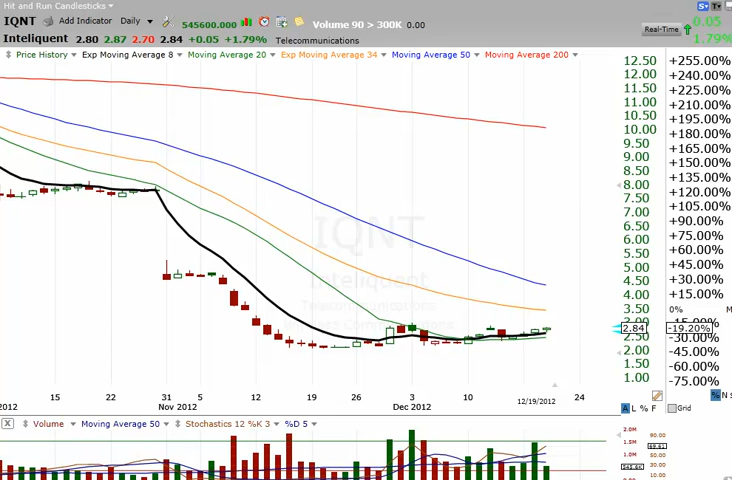 Hit and Run Candlesticks
IQNT Add Indicator Daily 545600.000 Volume 90 > 300K 0.00 Real-Time 0.05
Inteliquent 2.80 2.87 2.70 2.84 +0.05 +1.79% Telecommunications 1.79%
Price History Exp Moving Average 8 Moving Average 20 Exp Moving Average 34 Moving Average 50 Moving Average 200
12.50 +255.00%
12.00 +240.00%
11.50 +225.00%
11.00 +210.00%
10.50 +195.00%
10.00 +180.00%
9.50 +165.00%
9.00 +150.00%
8.50 +135.00%
8.00 +120.00%
7.50 +105.00%
7.00 +90.00%
6.50 +75.00%
6.00 +60.00%
5.50 +45.00%
5.00 +30.00%
4.50 +15.00%
IQNT
Inteliquent
Telecommunications
4.00
3.50 0% M
3.00
2.84 -19.20%
-30.00%
2.00 -45.00%
1.50 -60.00%
1.00 -75.00%
15 22 31 5 12 19 26 3 10 12/19/2012 24
2012 Nov 2012 Dec 2012
A L % F Grid % N S
X Volume Moving Average 50 Stochastics 12 %K 3 %D 5
2.0M 90.00
1.5M
1.0M 50.00
30.00
10.00